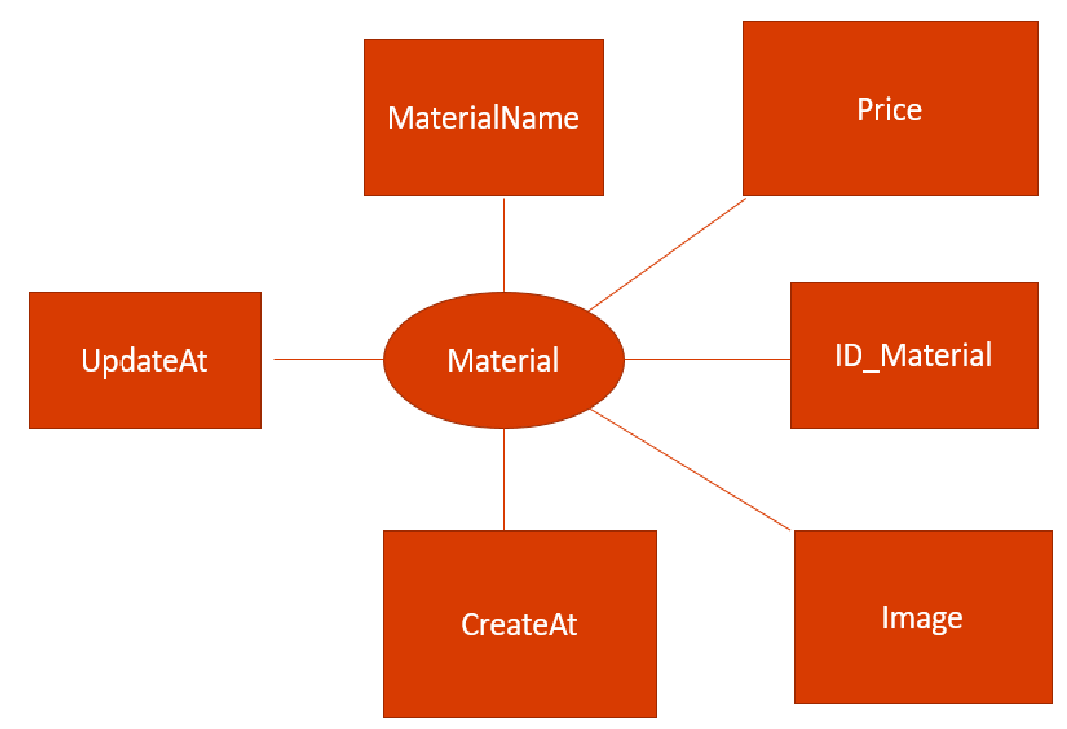 MaterialName
Price
UpdateAt
Material
ID_Material
CreateAt
Image